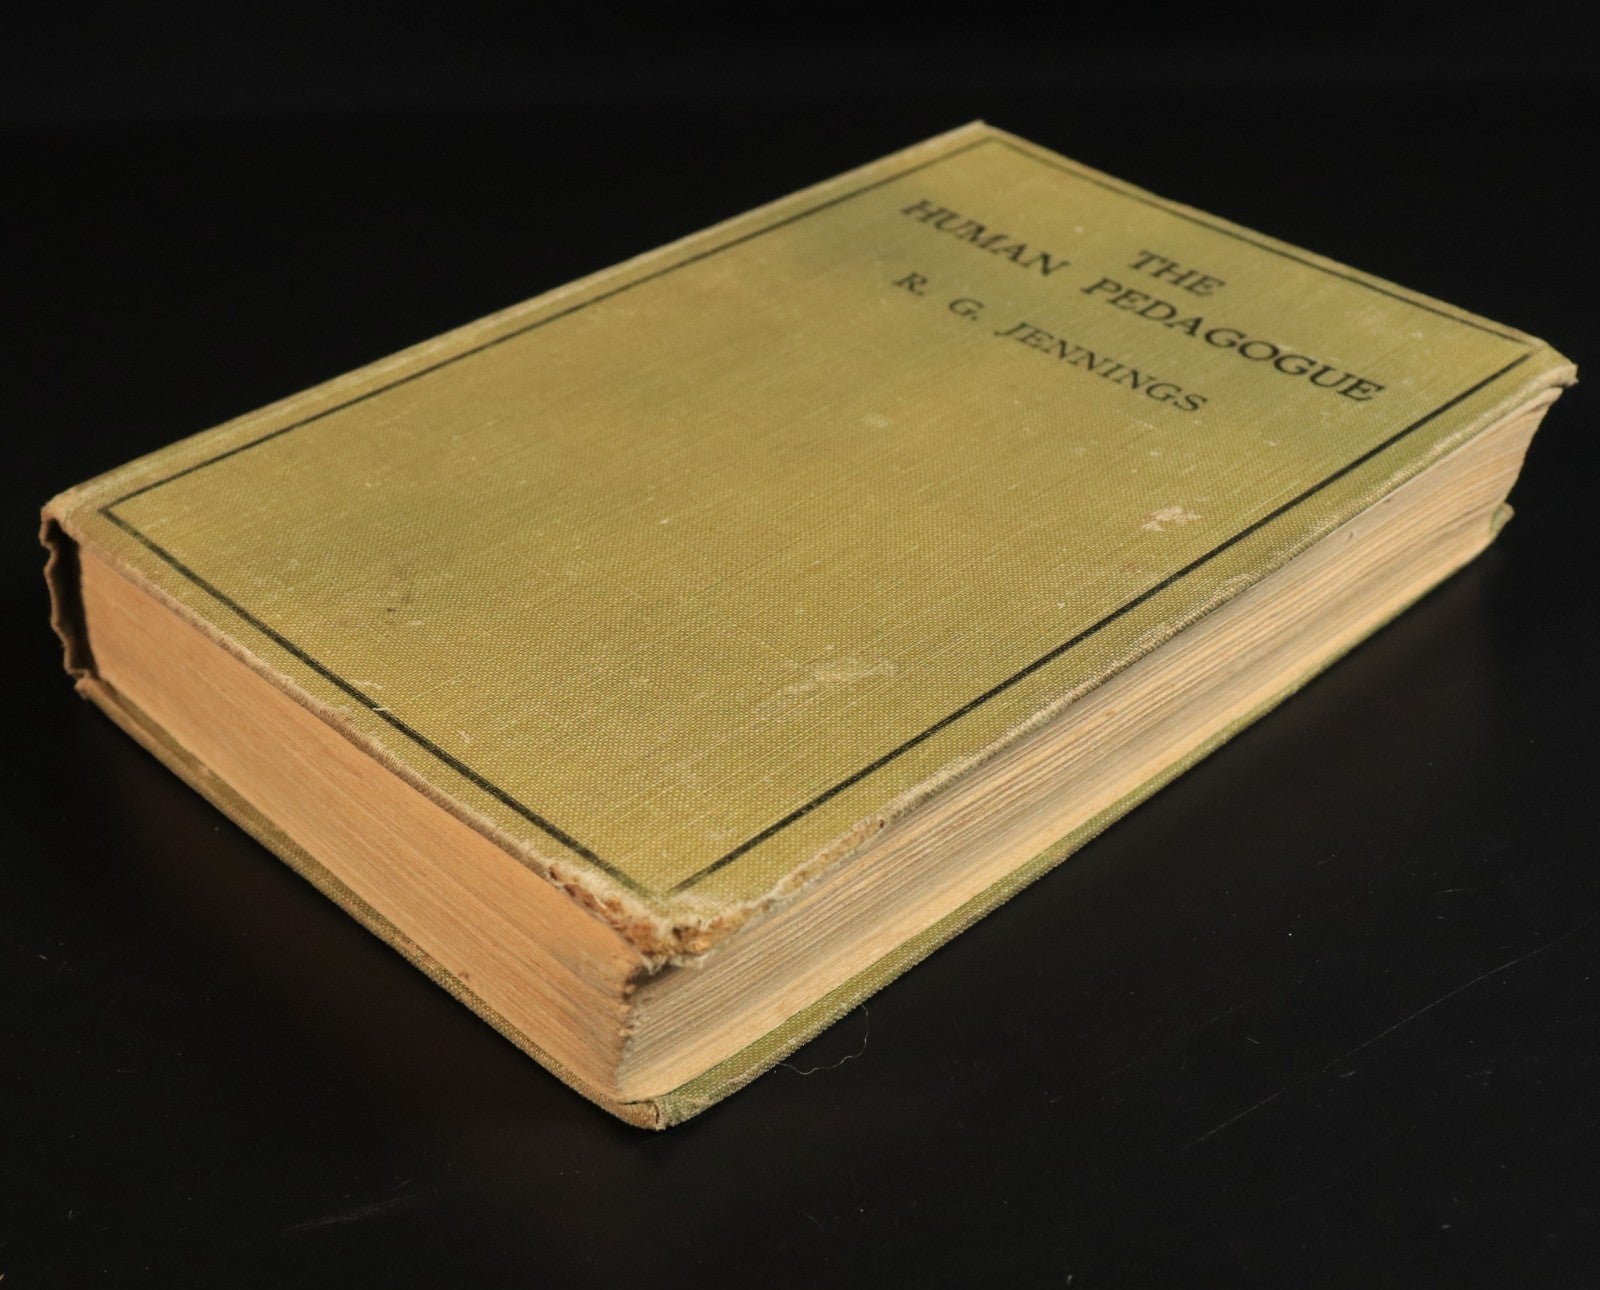 THE
HUMAN PEDAGOGUE
R. G. JENNINGS